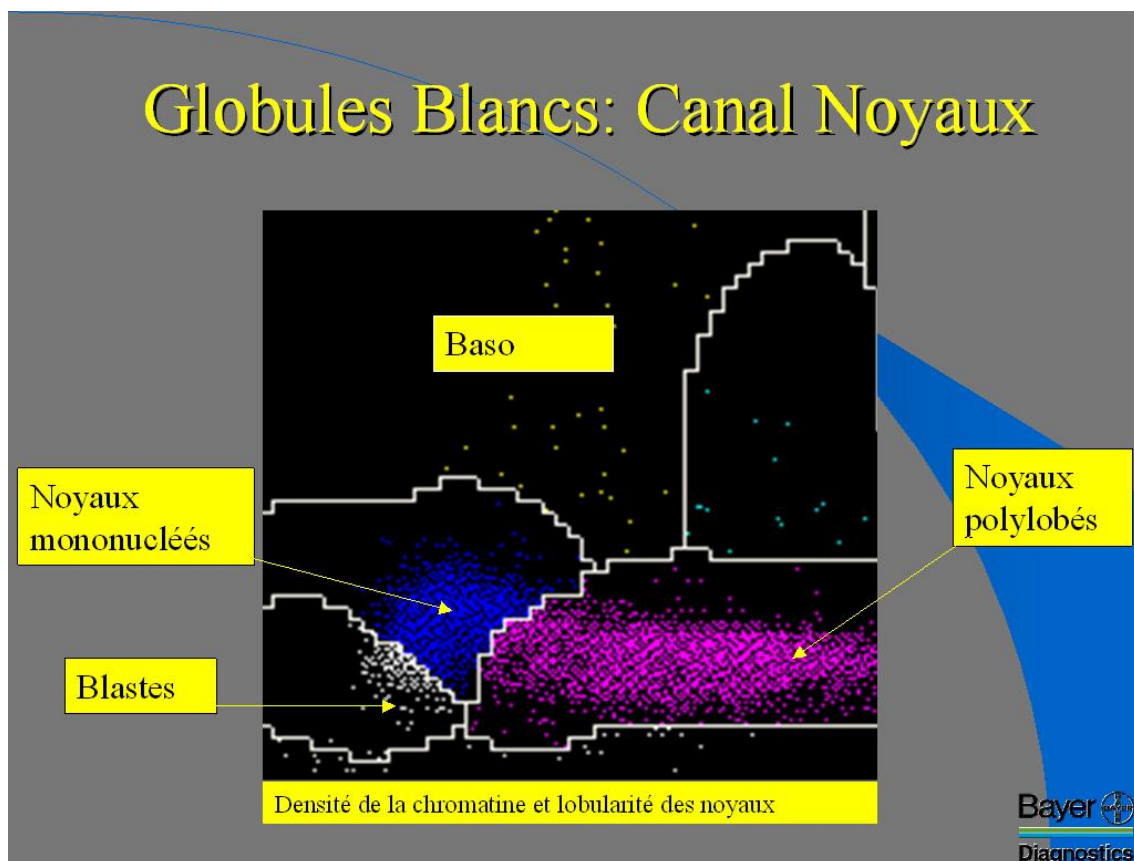 Globules Blancs: Canal Noyaux
Baso
Noyaux
mononucléés
Noyaux
polylobés
Blastes
Densité de la chromatine et lobularité des noyaux
Bayer
Diagnostics